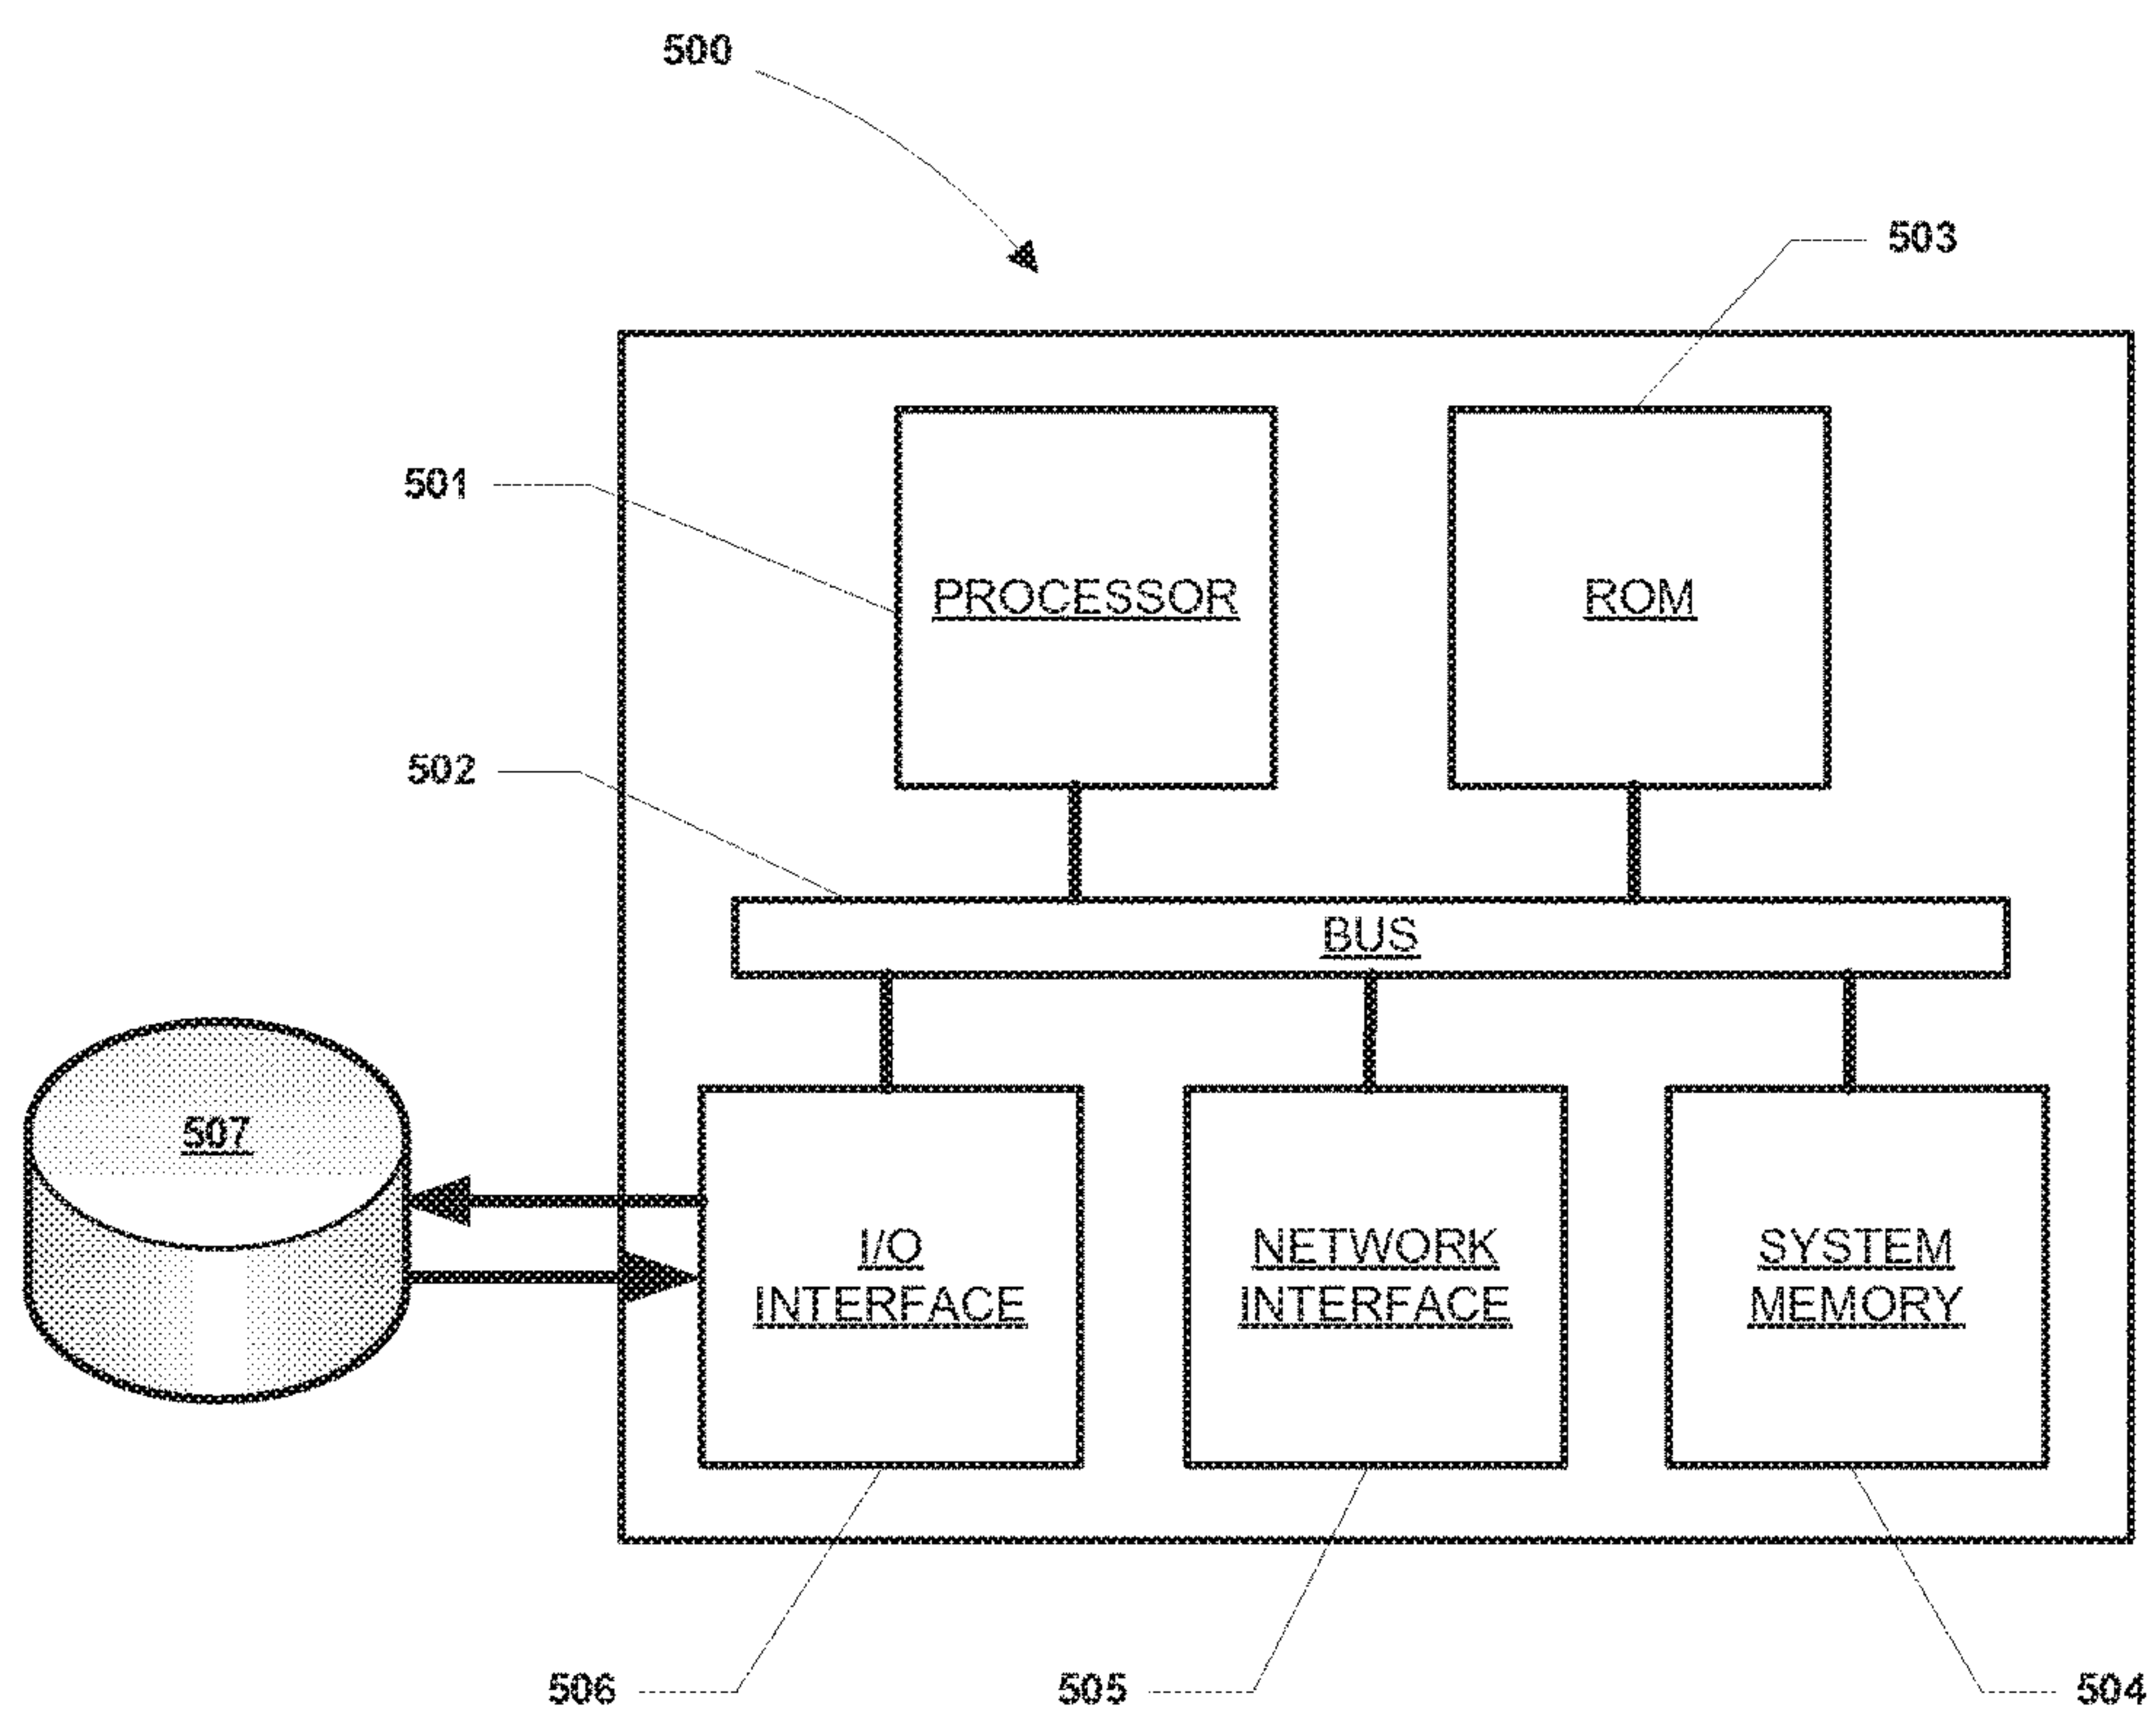 500
503
501
PROCESSOR
ROM
502
BUS
507
I/O
INTERFACE
NETWORK
INTERFACE
SYSTEM
MEMORY
506
505
504